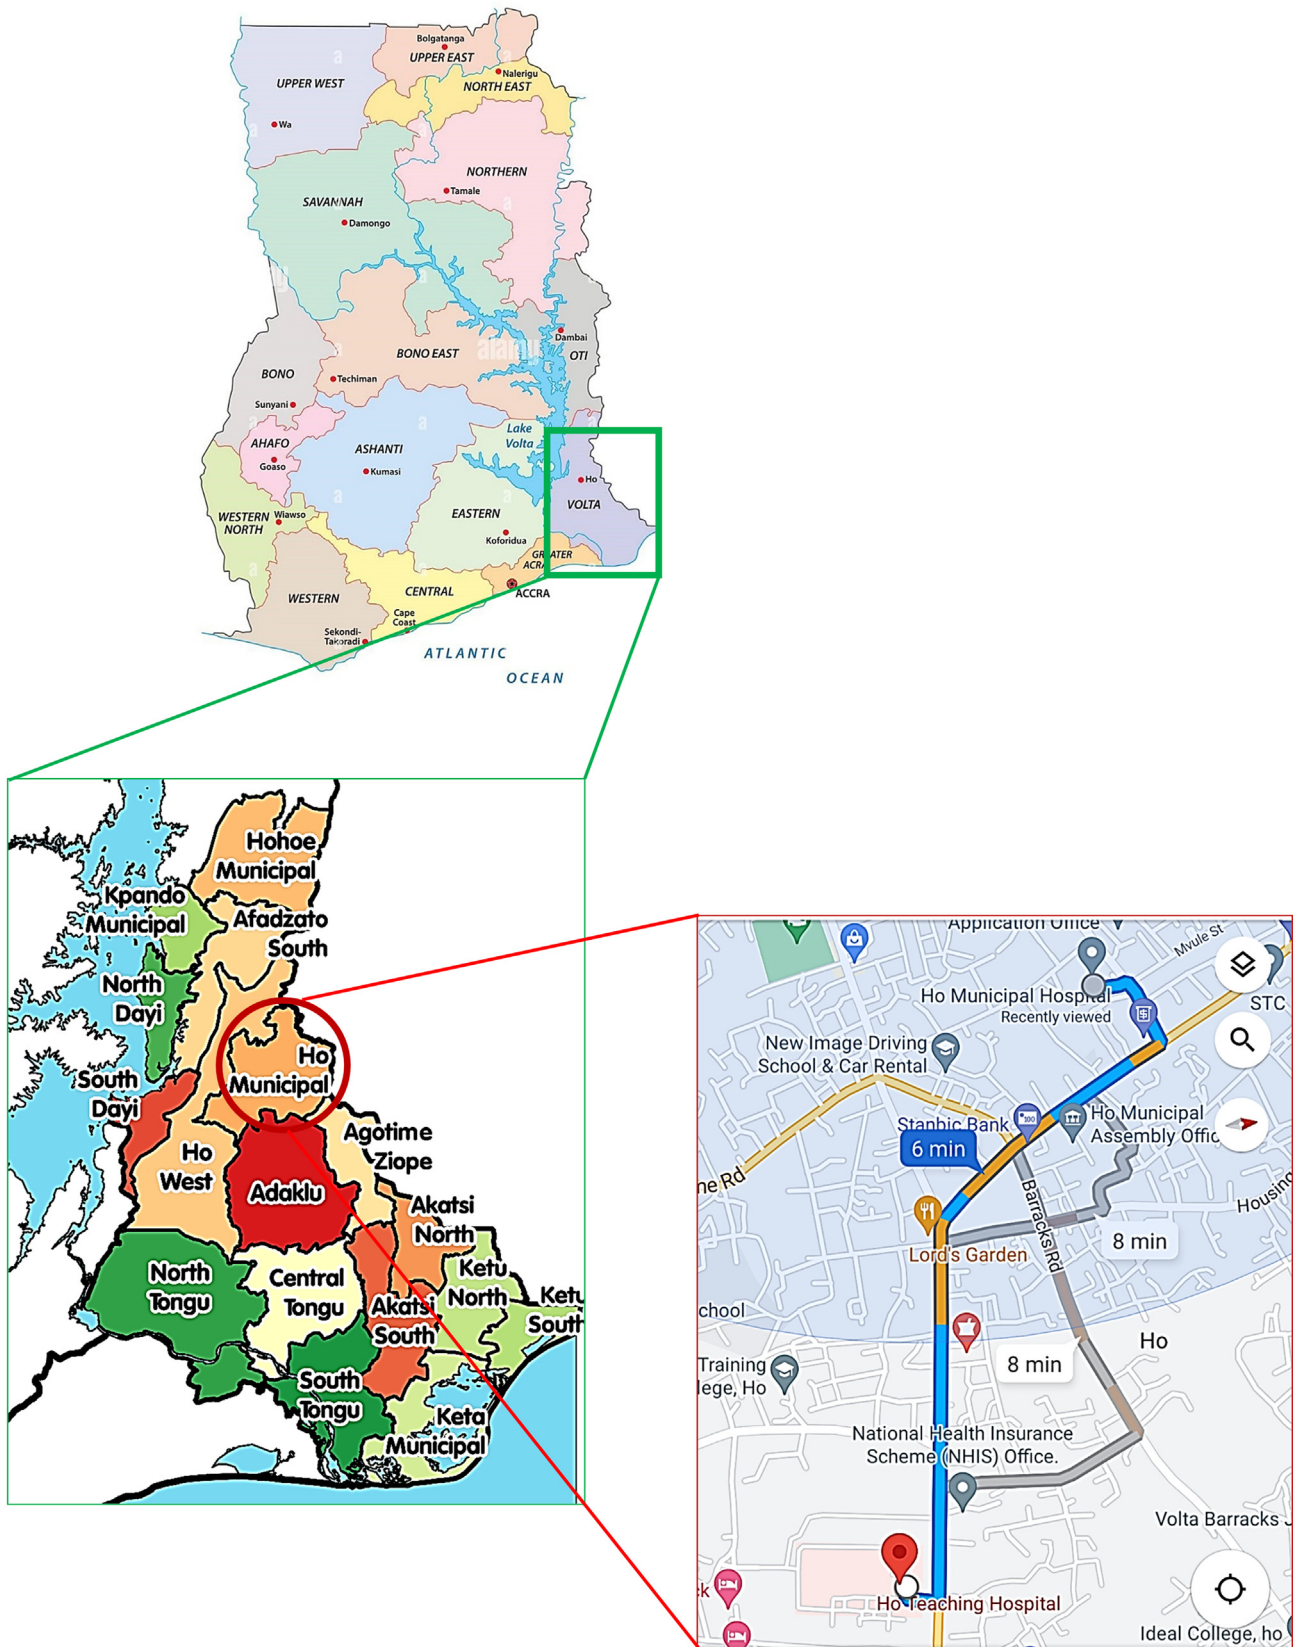 Bolgatanga
UPPER EAST
Nalerigu
NORTH EAST
UPPER WEST
Wa
NORTHERN
Tamale
SAVANNAH
Damongo
Dambai
OTI
alamy
BONO EAST
BONO
Techiman
Sunyani
AHAFO
Goaso
ASHANTI
Kumasi
Lake
Volta
Ho
VOLTA
EASTERN
Koforidua
WESTERN
NORTH
Wiawso
GREATER
ACRA
ACCRA
CENTRAL
WESTERN
Cape
Coast
Sekondi-
Takoradi
ATLANTIC
OCEAN
Hohoe
Municipal
Kpando
Municipal
Afadzato
South
North
Dayi
South
Dayi
Ho
Municipal
Ho
West
Agotime
Ziope
Adaklu
Akatsi
North
North
Tongu
Central
Tongu
Ketu
North
Ketu
South
Akatsi
South
South
Tongu
Keta
Municipal
Application Office
Mvule St
Ho Municipal Hospital
Recently viewed
STC
New Image Driving
School & Car Rental
Stanbic Bank
Ho Municipal
Assembly Offic
6 min
ne Rd
Barracks Rd
Housing
Lord's Garden
8 min
chool
Ho
8 min
Training
lege, Ho
National Health Insurance
Scheme (NHIS) Office.
Volta Barracks J
k
Ho Teaching Hospital
Ideal College, ho